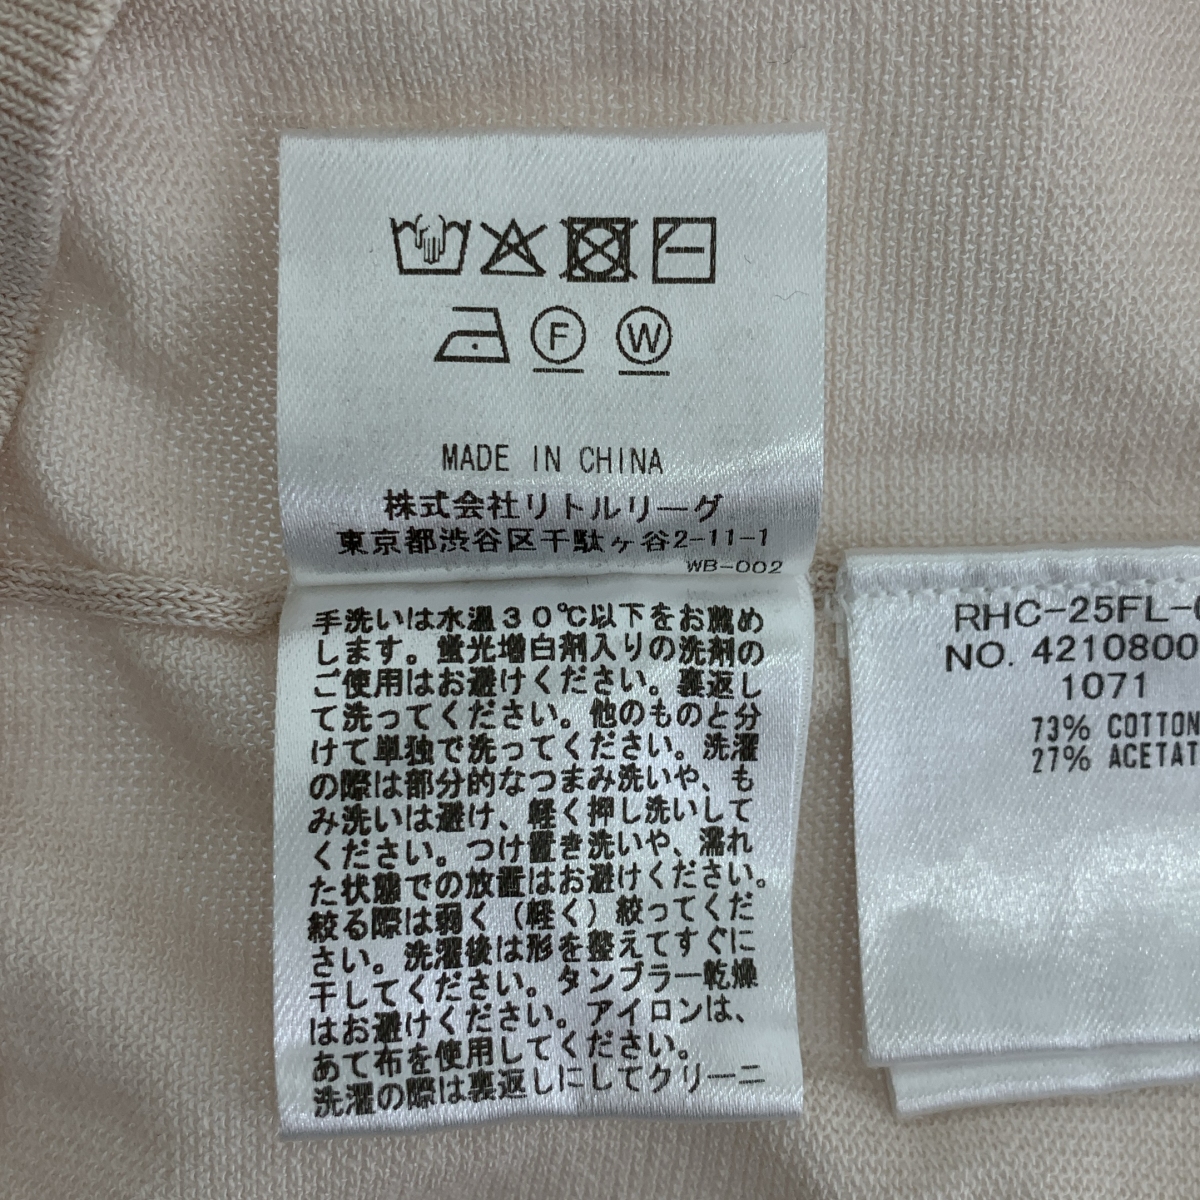 F
W
MADE IN CHINA
株式会社リトルリーグ
東京都渋谷区千駄ヶ谷2-11-1
WB-002
手洗いは水温30℃以下をお薦め
します。蛍光増白剤入りの洗剤の
ご使用はお避けください。裏返し
て洗ってください。他のものと分
けて単独で洗ってください。洗濯
の際は部分的なつまみ洗いや、も
み洗いは避け、軽く押し洗いして
ください。つけ置き洗いや、濡れ
た状態での放置はお避けください。
絞る際は弱く（軽く）絞ってくだ
さい。洗濯後は形を整えてすぐに
干してください。タンブラー乾燥
はお避けください。アイロンは、
あて布を使用してください。
洗濯の際は裏返しにしてクリーニ
RHC-25FL-
NO. 4210800
1071
73% COTTON
27% ACETAT